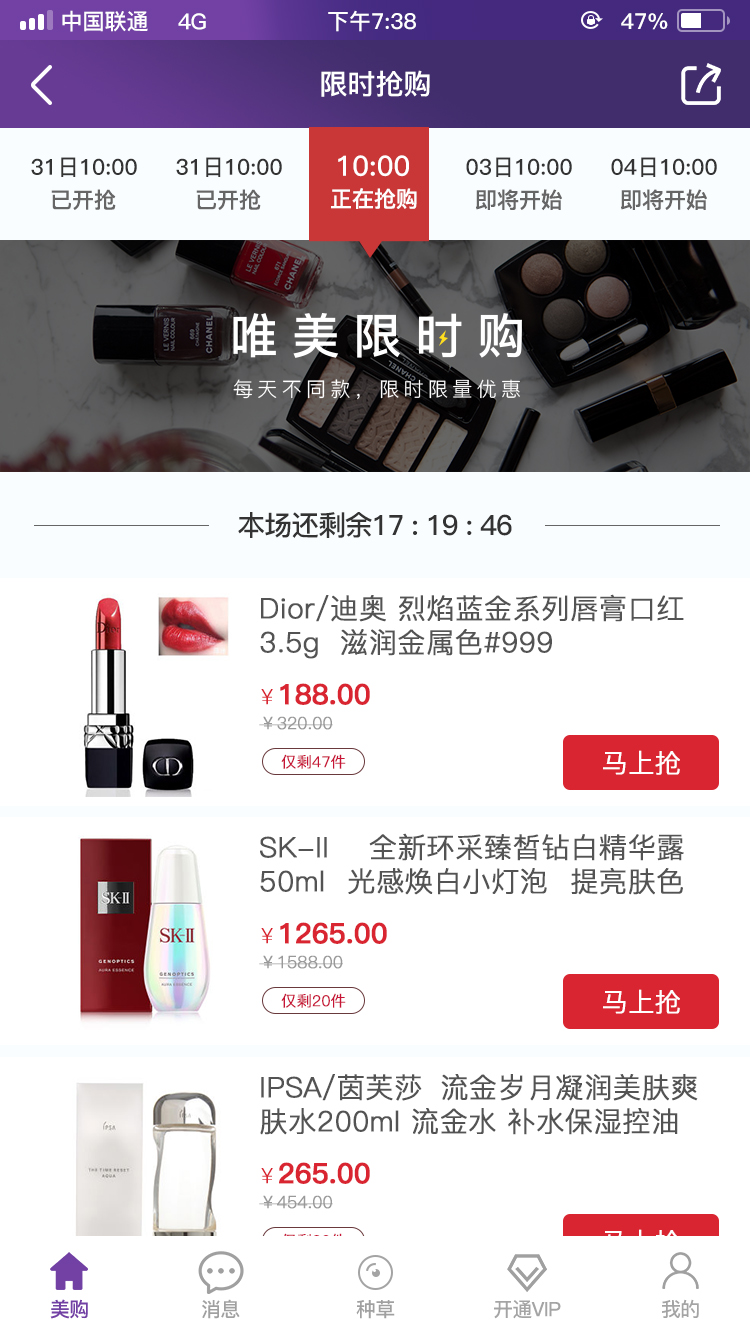 中国联通 4G 下午7:38 47%
限时抢购
31日10:00 31日10:00 10:00 03日10:00 04日10:00
已开抢 已开抢 正在抢购 即将开始 即将开始
唯美限时购
每天不同款，限时限量优惠
LE VERNIS
NAIL COLOUR
CHANEL
本场还剩余17 : 19 : 46
Dior/迪奥 烈焰蓝金系列唇膏口红
3.5g 滋润金属色#999
¥ 188.00
¥ 320.00
仅剩47件
马上抢
SK-II 全新环采臻皙钻白精华露
50ml 光感焕白小灯泡 提亮肤色
¥ 1265.00
¥ 1588.00
仅剩20件
马上抢
SK-II
GENOPTICS
AURA ESSENCE
SK-II
GENOPTICS
AURA ESSENCE
IPSA/茵芙莎 流金岁月凝润美肤爽
肤水200ml 流金水 补水保湿控油
¥ 265.00
¥ 454.00
马上抢
IPSA
THE TIME RESET
AQUA
美购 消息 种草 开通VIP 我的